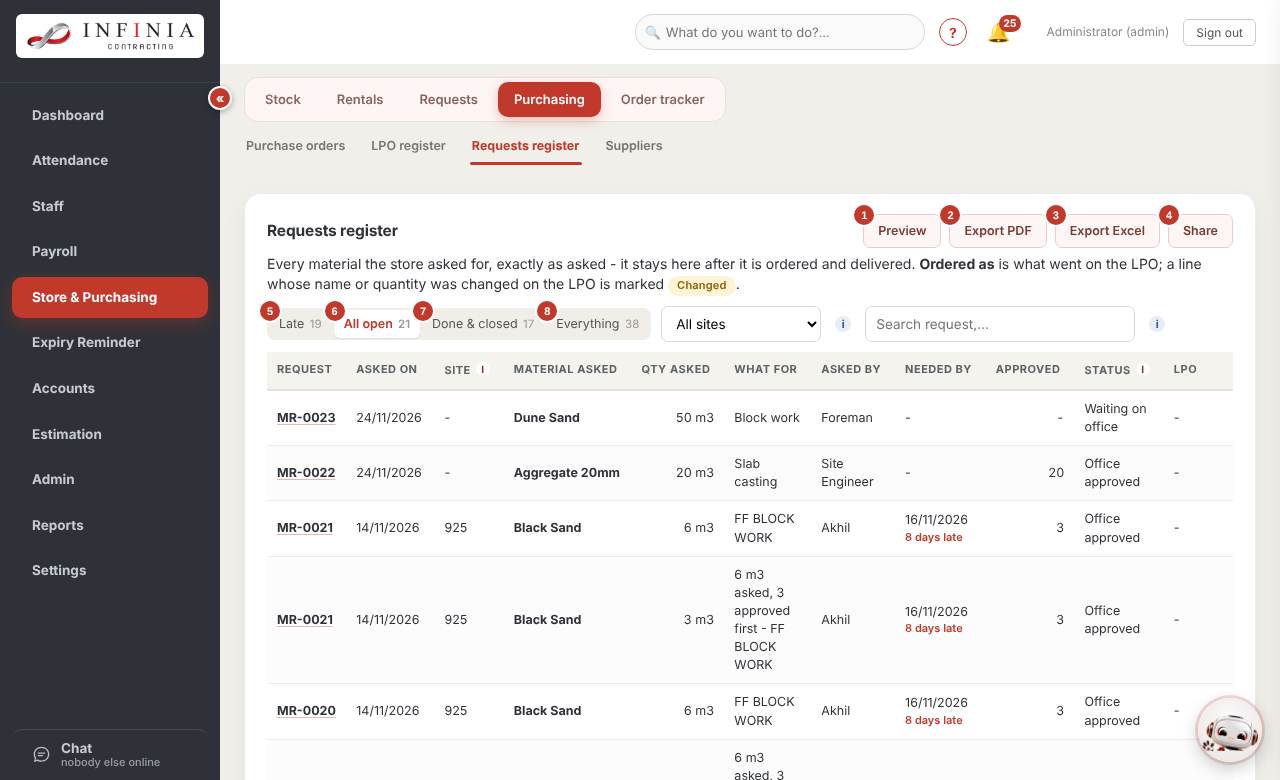 INFINIA
CONTRACTING
Dashboard
Attendance
Staff
Payroll
Store & Purchasing
Expiry Reminder
Accounts
Estimation
Admin
Reports
Settings
Chat
nobody else online
«
What do you want to do?...
?
25
Administrator (admin)
Sign out
Stock Rentals Requests Purchasing Order tracker
Purchase orders LPO register Requests register Suppliers
Requests register
1 Preview 2 Export PDF 3 Export Excel 4 Share
Every material the store asked for, exactly as asked - it stays here after it is ordered and delivered. Ordered as is what went on the LPO; a line
whose name or quantity was changed on the LPO is marked Changed .
5 Late 19 6 All open 21 7 Done & closed 17 8 Everything 38 All sites i Search request,... i
REQUEST ASKED ON SITE I MATERIAL ASKED QTY ASKED WHAT FOR ASKED BY NEEDED BY APPROVED STATUS I LPO
MR-0023 24/11/2026 - Dune Sand 50 m3 Block work Foreman - - Waiting on
office -
MR-0022 24/11/2026 - Aggregate 20mm 20 m3 Slab
casting Site
Engineer - 20 Office
approved -
MR-0021 14/11/2026 925 Black Sand 6 m3 FF BLOCK
WORK Akhil 16/11/2026
8 days late 3 Office
approved -
MR-0021 14/11/2026 925 Black Sand 3 m3 6 m3
asked, 3
approved
first - FF
BLOCK
WORK Akhil 16/11/2026
8 days late 3 Office
approved -
MR-0020 14/11/2026 925 Black Sand 6 m3 FF BLOCK
WORK Akhil 16/11/2026
8 days late 3 Office
approved -
6 m3
asked, 3